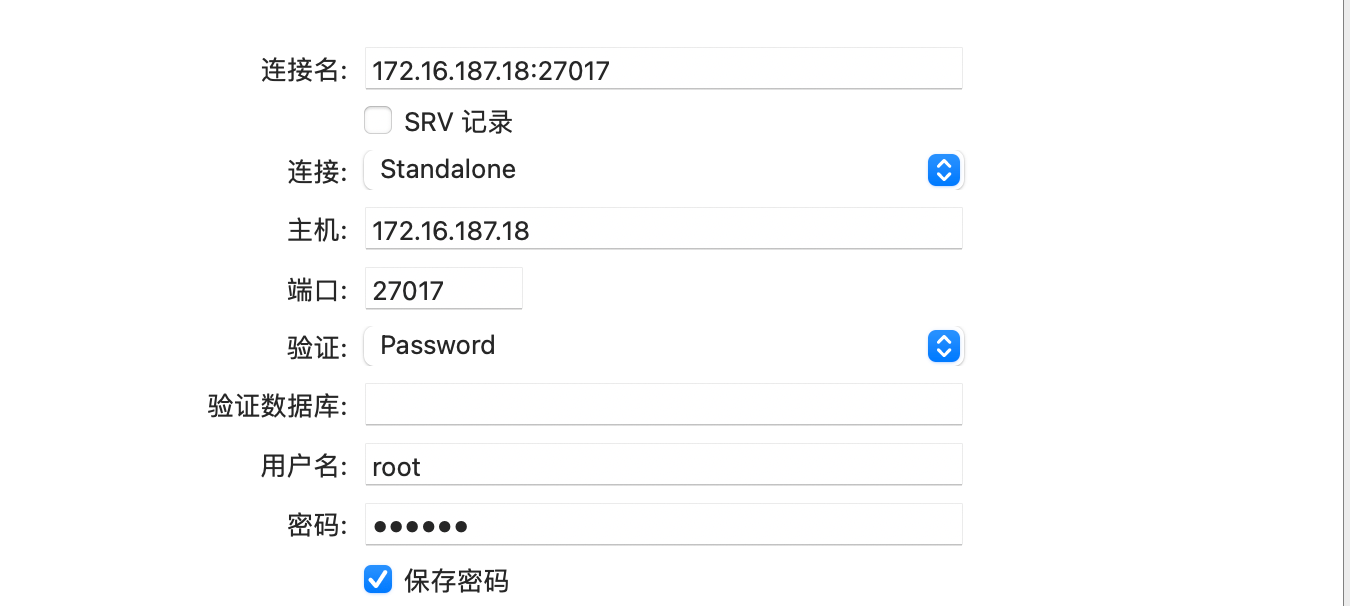 连接名: 172.16.187.18:27017
SRV 记录
连接: Standalone
主机: 172.16.187.18
端口: 27017
验证: Password
验证数据库:
用户名: root
密码: ●●●●●●
保存密码